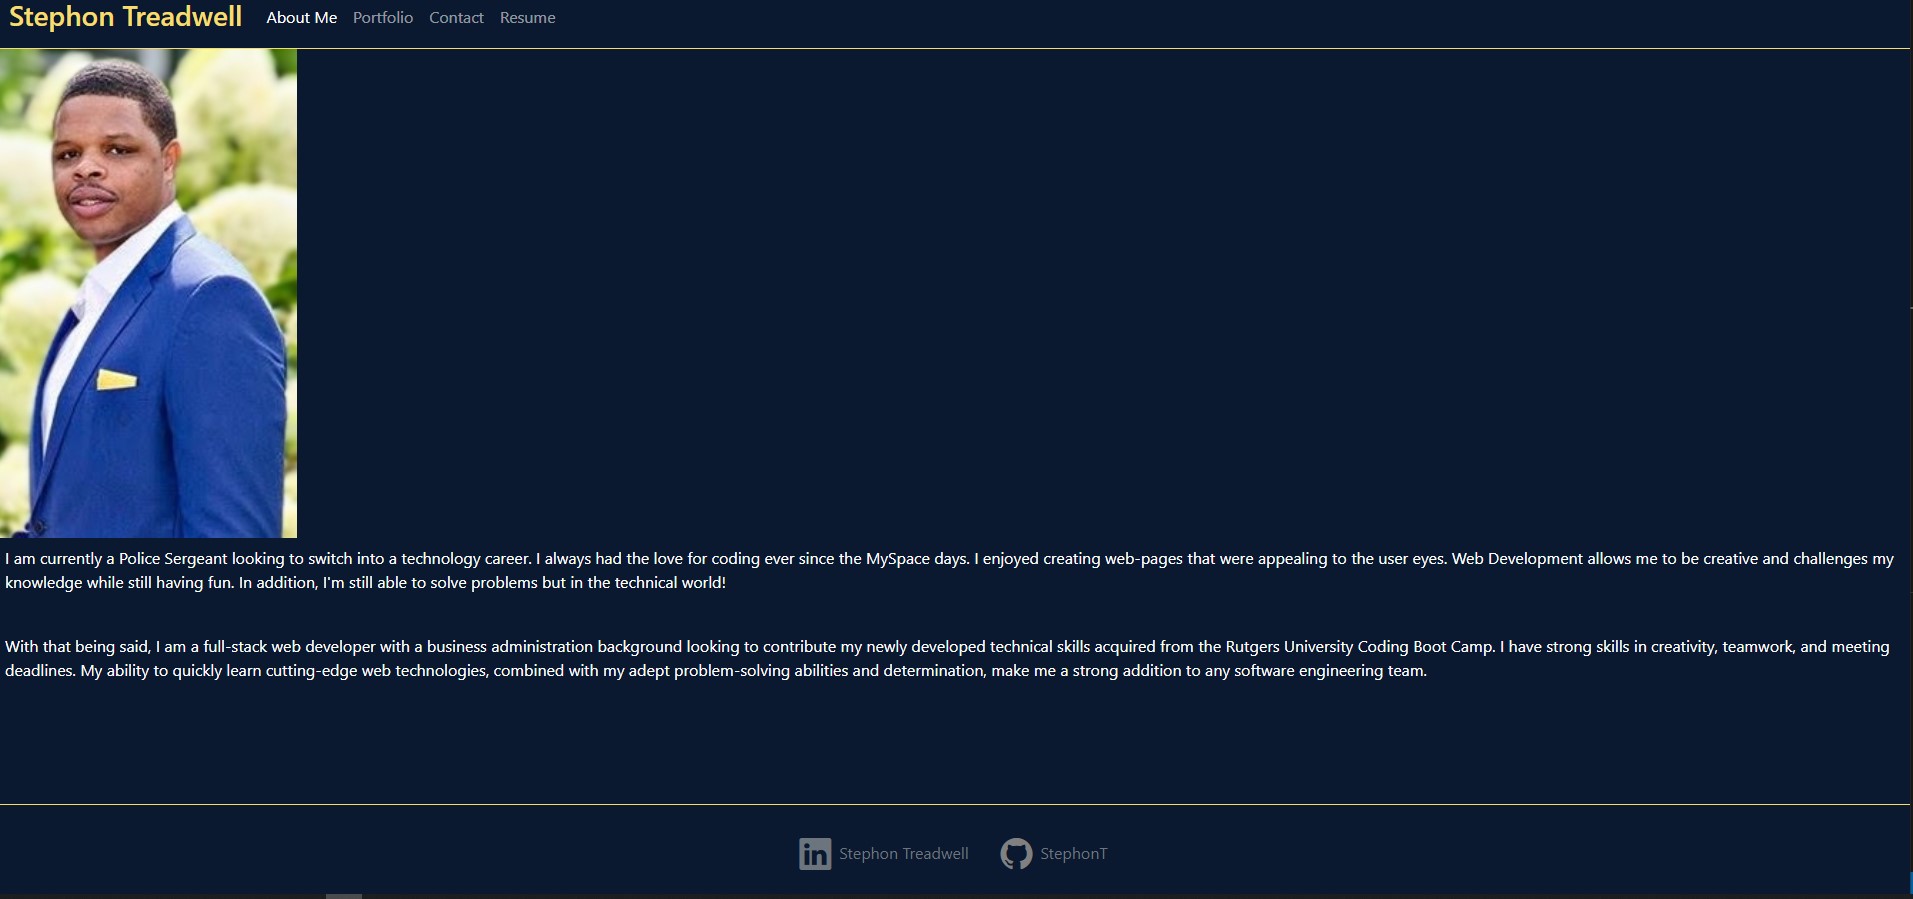 Stephon Treadwell About Me Portfolio Contact Resume
I am currently a Police Sergeant looking to switch into a technology career. I always had the love for coding ever since the MySpace days. I enjoyed creating web-pages that were appealing to the user eyes. Web Development allows me to be creative and challenges my
knowledge while still having fun. In addition, I'm still able to solve problems but in the technical world!
With that being said, I am a full-stack web developer with a business administration background looking to contribute my newly developed technical skills acquired from the Rutgers University Coding Boot Camp. I have strong skills in creativity, teamwork, and meeting
deadlines. My ability to quickly learn cutting-edge web technologies, combined with my adept problem-solving abilities and determination, make me a strong addition to any software engineering team.
in Stephon Treadwell StephonT